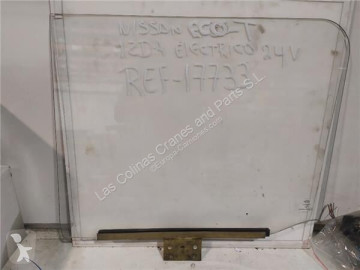 NISSAN ECO-T
IZDA ELECTRICO 24V
REF-17733
LAS COLINAS CRANES AND PARTS S.L